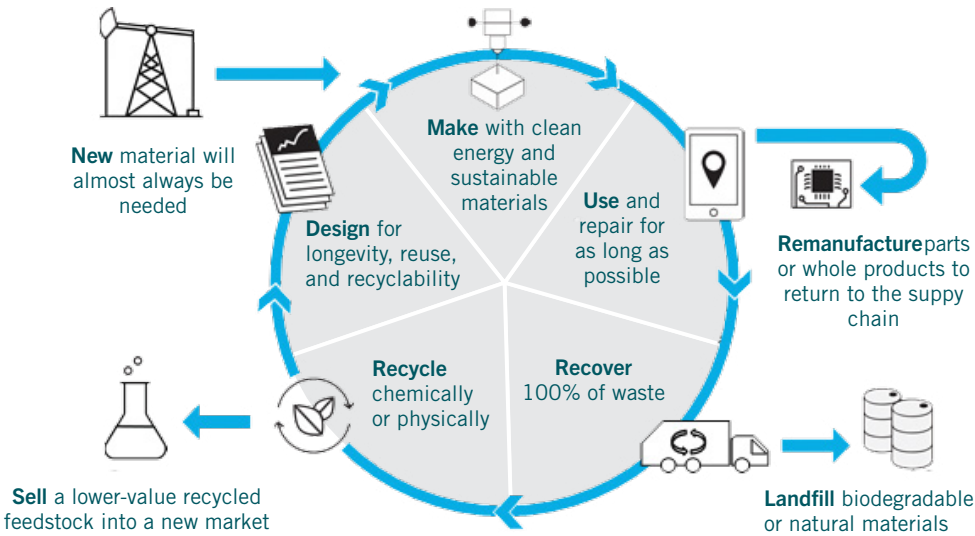 New material will
almost always be
needed
Make with clean
energy and
sustainable
materials
Use and
repair for
as long as
possible
Design for
longevity, reuse,
and recyclability
Remanufacture parts
or whole products to
return to the suppy
chain
Recycle
chemically
or physically
Recover
100% of waste
Sell a lower-value recycled
feedstock into a new market
Landfill biodegradable
or natural materials